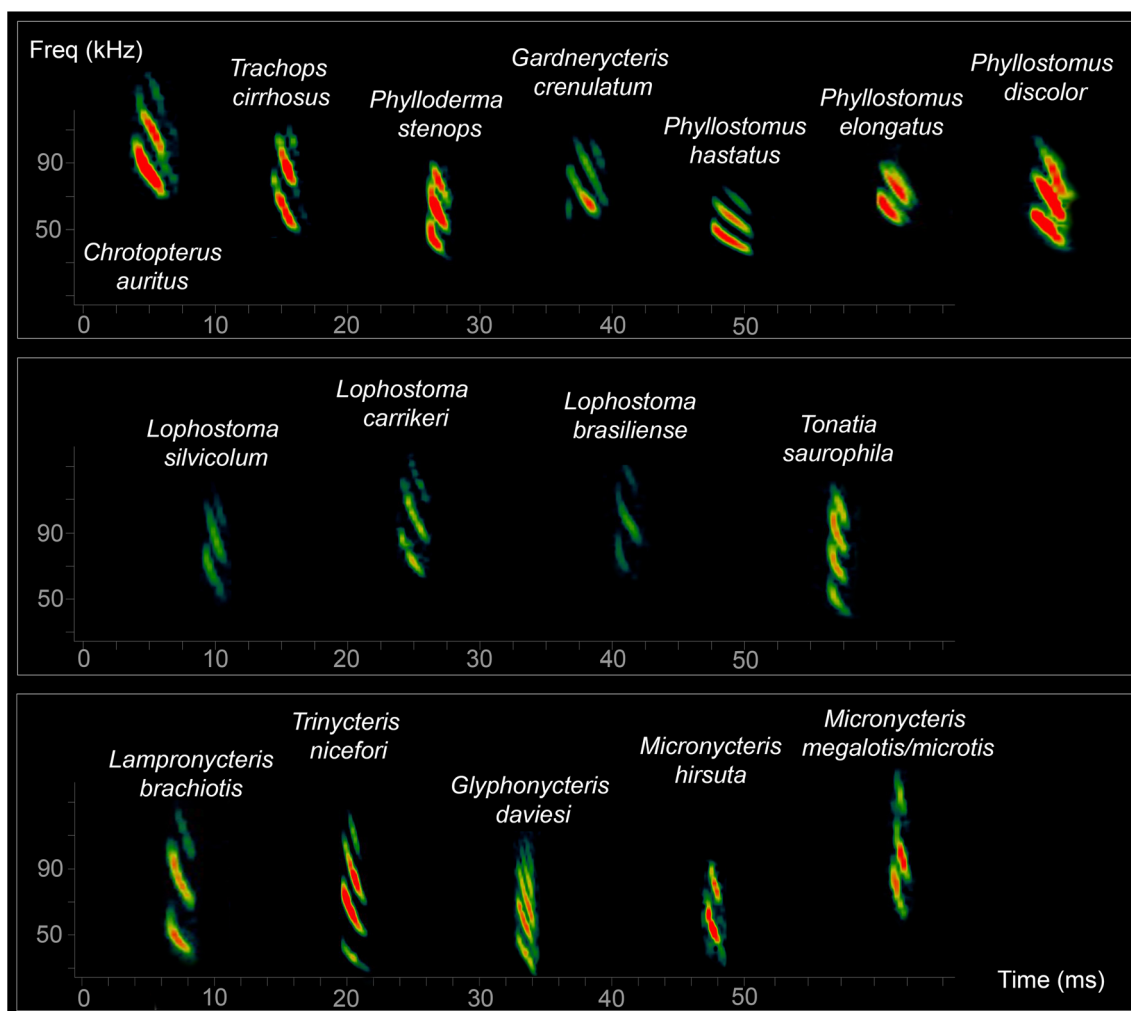 Freq (kHz)
Trachops
cirrhosus
Phylloderma
stenops
Gardnerycteris
crenulatum
Phyllostomus
hastatus
Phyllostomus
elongatus
Phyllostomus
discolor
Chrotopterus
auritus
90
50
0 10 20 30 40 50
Lophostoma
silvicolum
Lophostoma
carrikeri
Lophostoma
brasiliense
Tonatia
saurophila
90
50
0 10 20 30 40 50
Lampronycteris
brachiotis
Trinycteris
nicefori
Glyphonycteris
daviesi
Micronycteris
hirsuta
Micronycteris
megalotis/microtis
90
50
0 10 20 30 40 50
Time (ms)